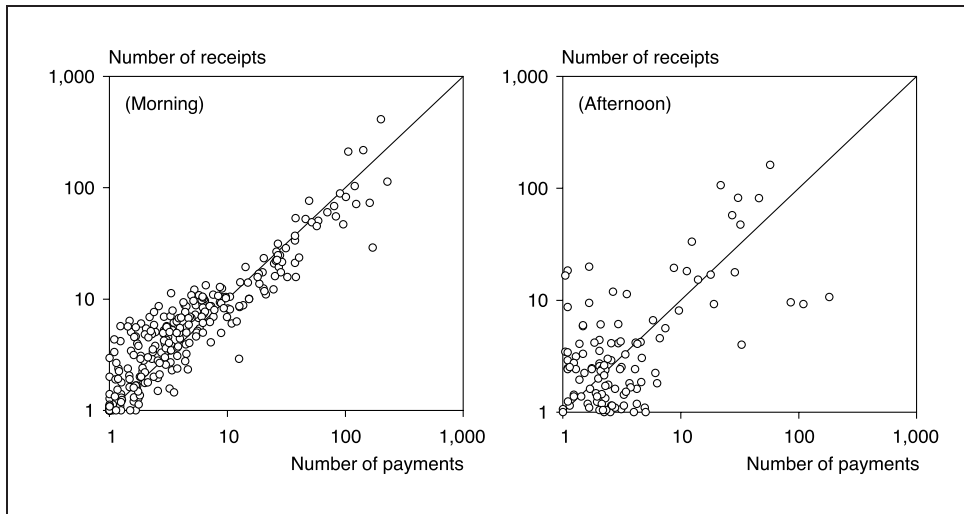 Number of receipts
1,000
(Morning)
100
10
1
1 10 100 1,000
Number of payments
Number of receipts
1,000
(Afternoon)
100
10
1
1 10 100 1,000
Number of payments